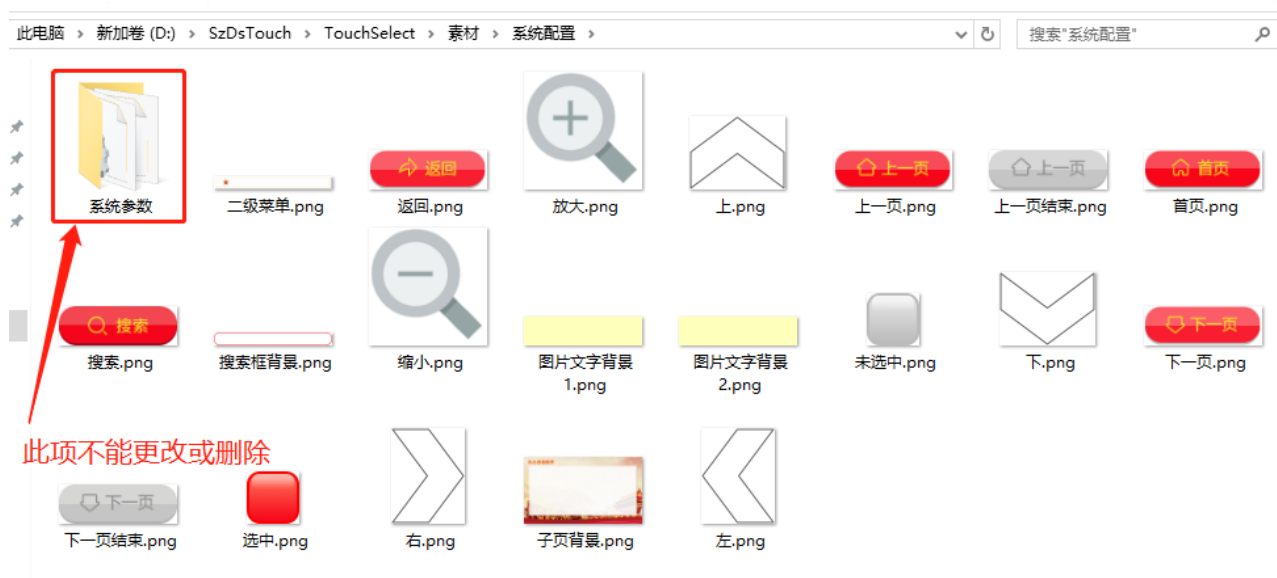 此电脑 › 新加卷 (D:) › SzDsTouch › TouchSelect › 素材 › 系统配置 ›
搜索"系统配置"
返回
上一页
上一页
首页
系统参数
二级菜单.png
返回.png
放大.png
上.png
上一页.png
上一页结束.png
首页.png
搜索
下一页
搜索.png
搜索框背景.png
缩小.png
图片文字背景
1.png
图片文字背景
2.png
未选中.png
下.png
下一页.png
此项不能更改或删除
下一页
下一页结束.png
选中.png
右.png
子页背景.png
左.png